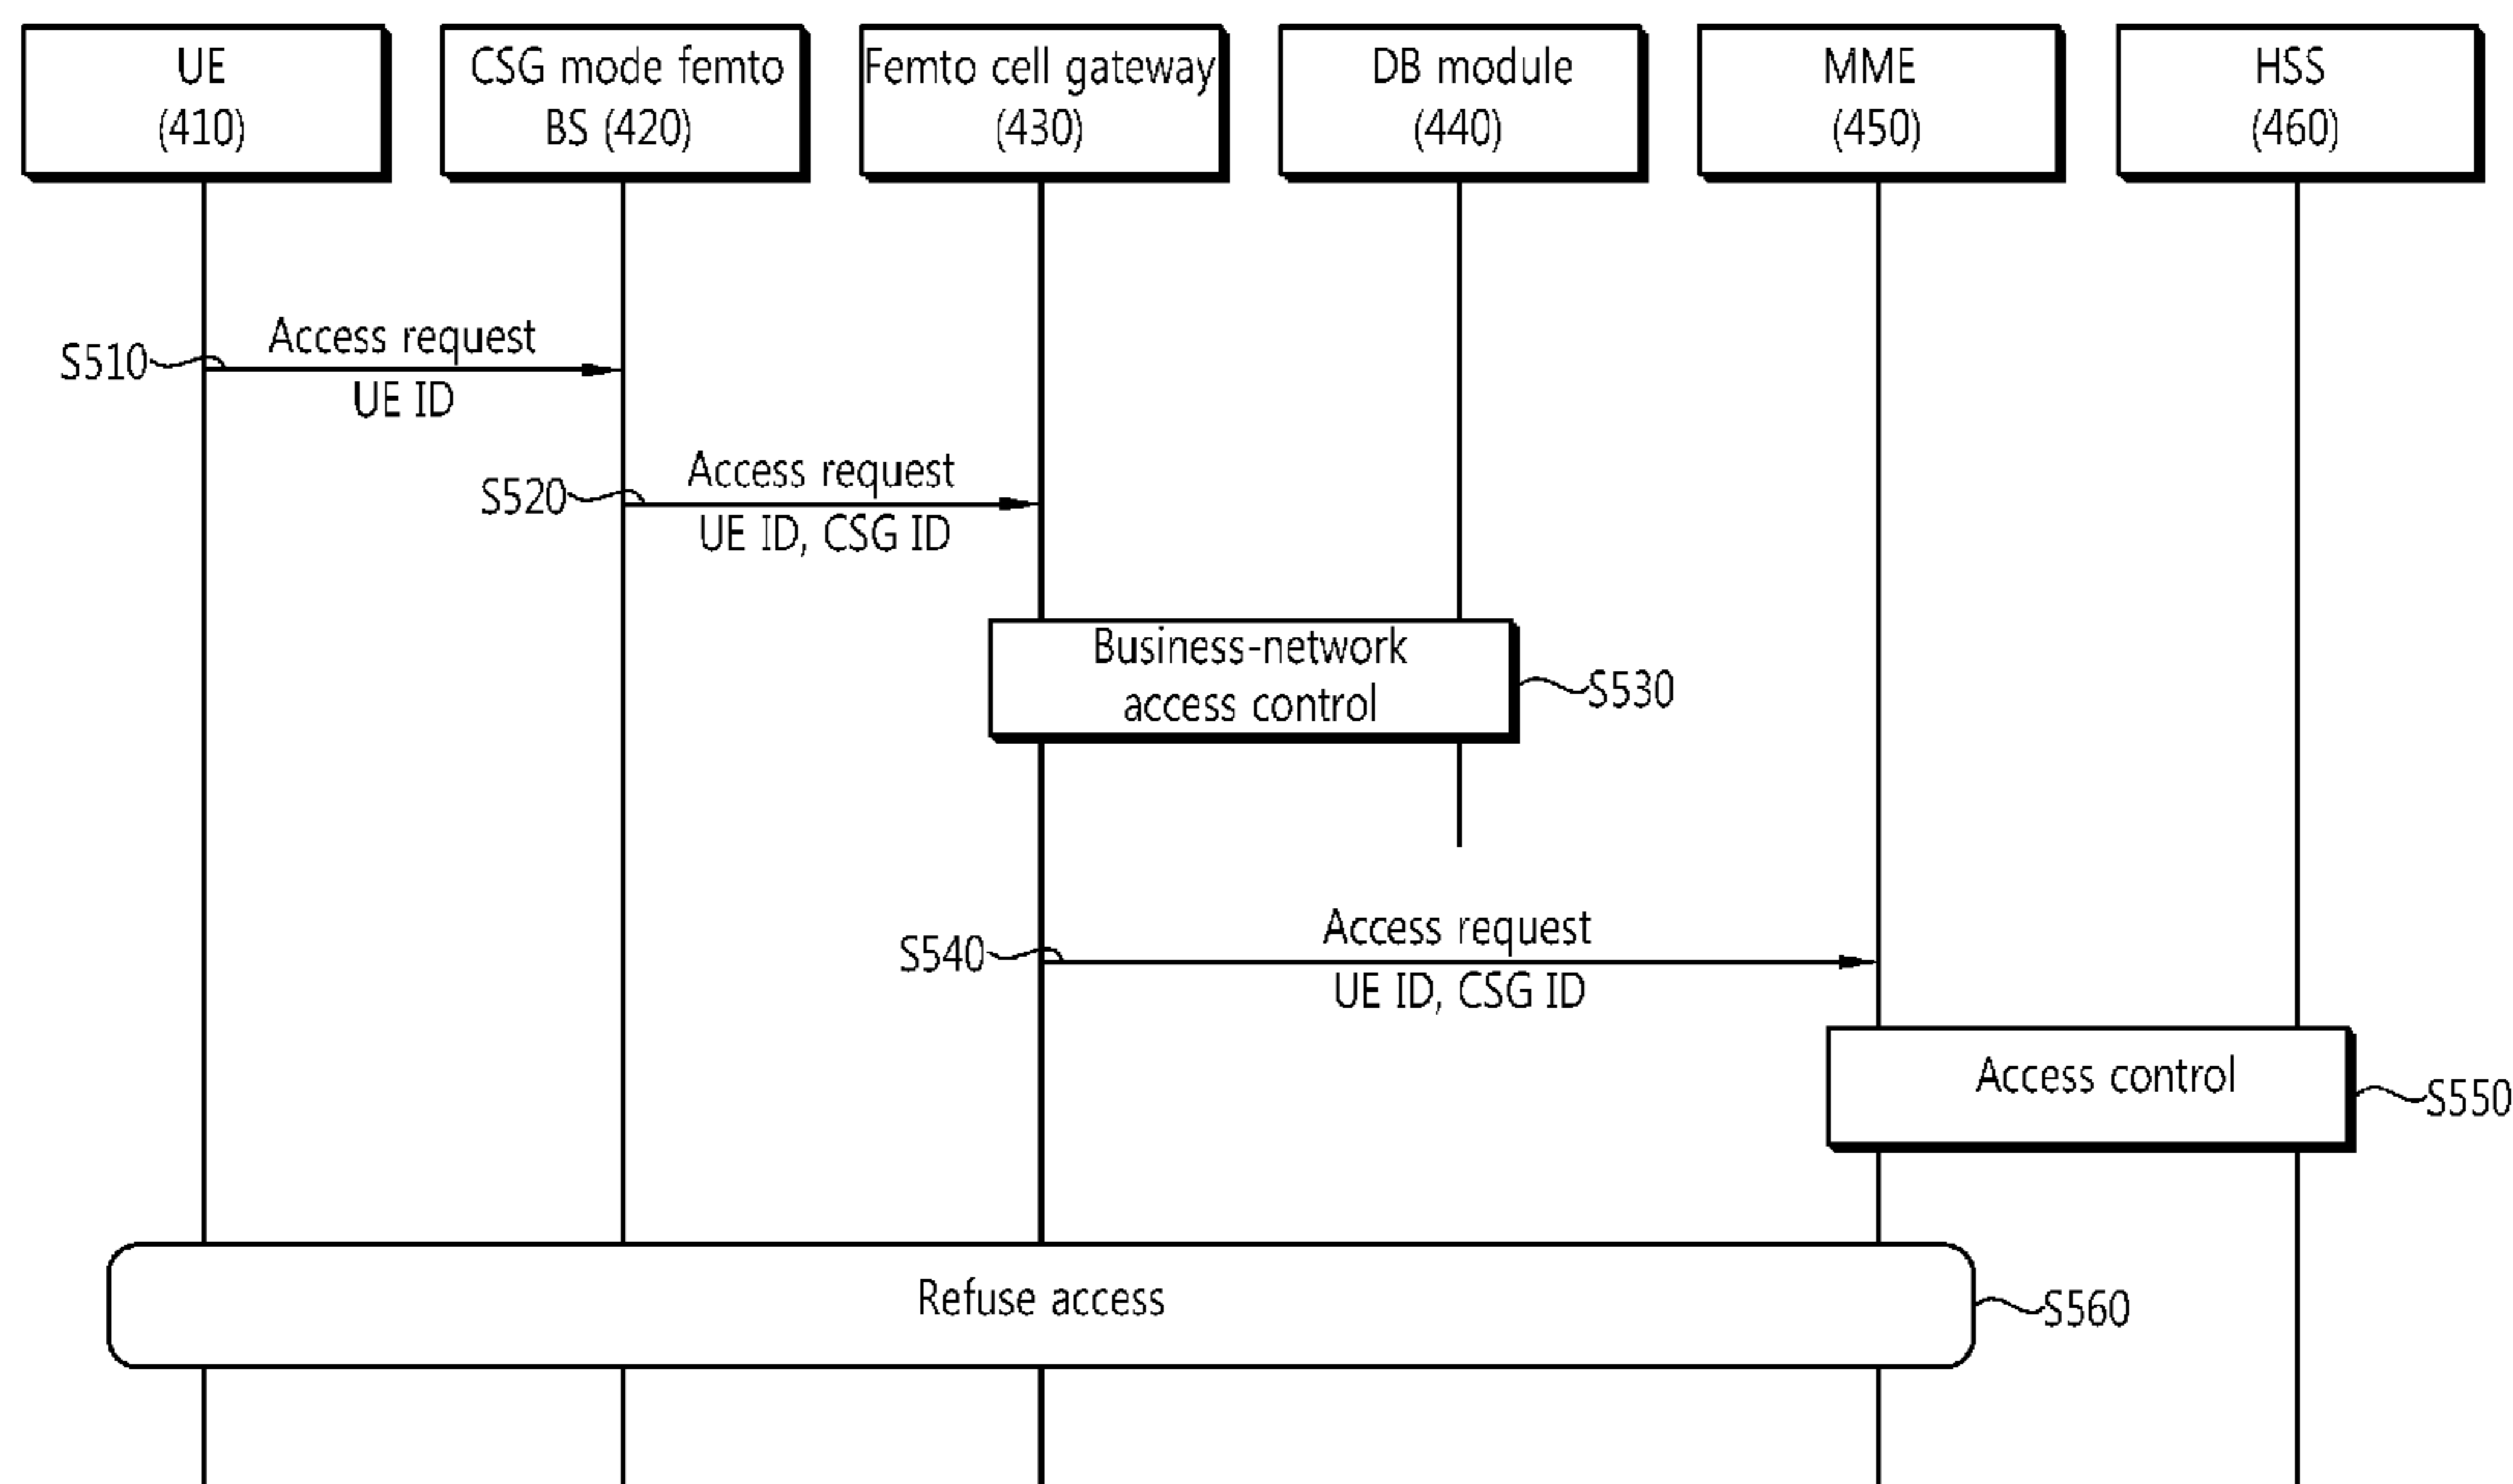 UE
(410)
CSG mode femto
BS (420)
Femto cell gateway
(430)
DB module
(440)
MME
(450)
HSS
(460)
S510
Access request
UE ID
S520
Access request
UE ID, CSG ID
Business-network
access control
S530
S540
Access request
UE ID, CSG ID
Access control
S550
Refuse access
S560